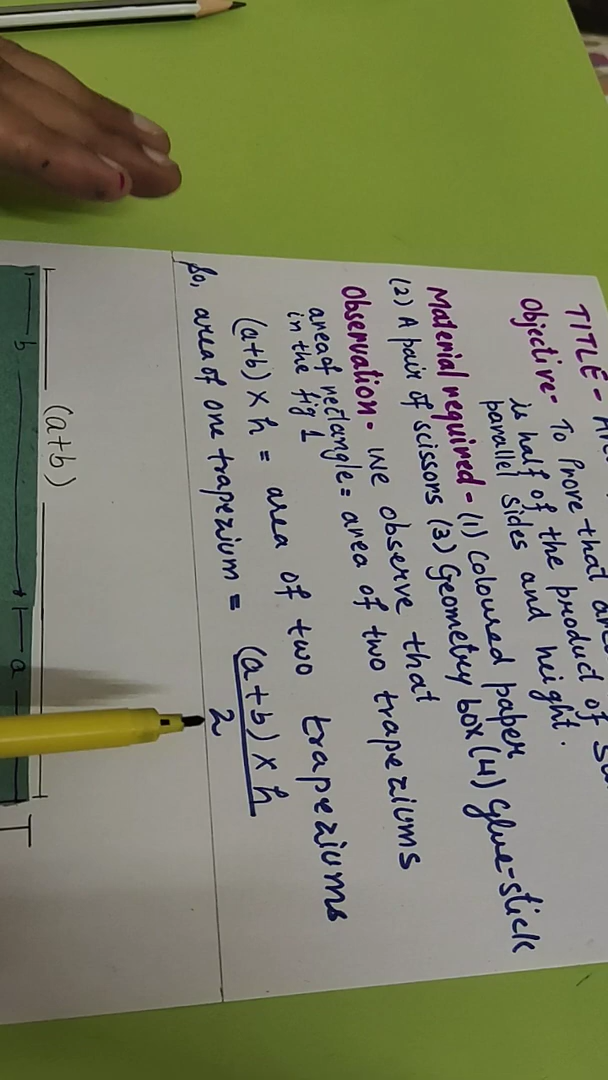 TITLE -
Objective - To Prove that
is half of the product of
parallel sides and height.
Material required - (1) Coloured paper
(2) A pair of scissors (3) Geometry box (4) Glue-stick
Observation - We observe that
area of rectangle = area of two trapeziums
in the fig 1
(a+b) × h = area of two trapeziums
So, area of one trapezium = (a+b) × h
2
(a+b)
b a